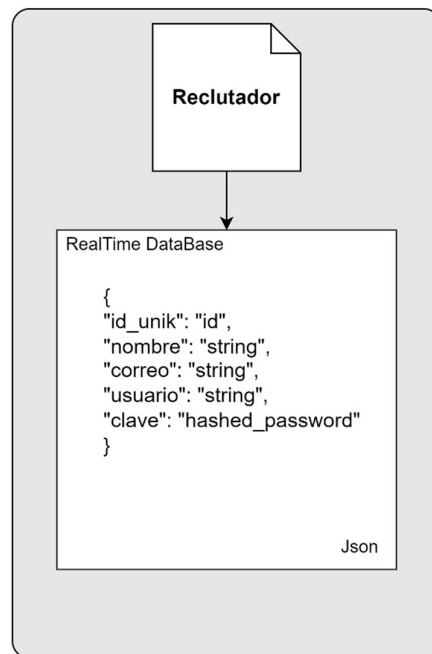 Reclutador
RealTime DataBase
{
"id_unik": "id",
"nombre": "string",
"correo": "string",
"usuario": "string",
"clave": "hashed_password"
}
Json